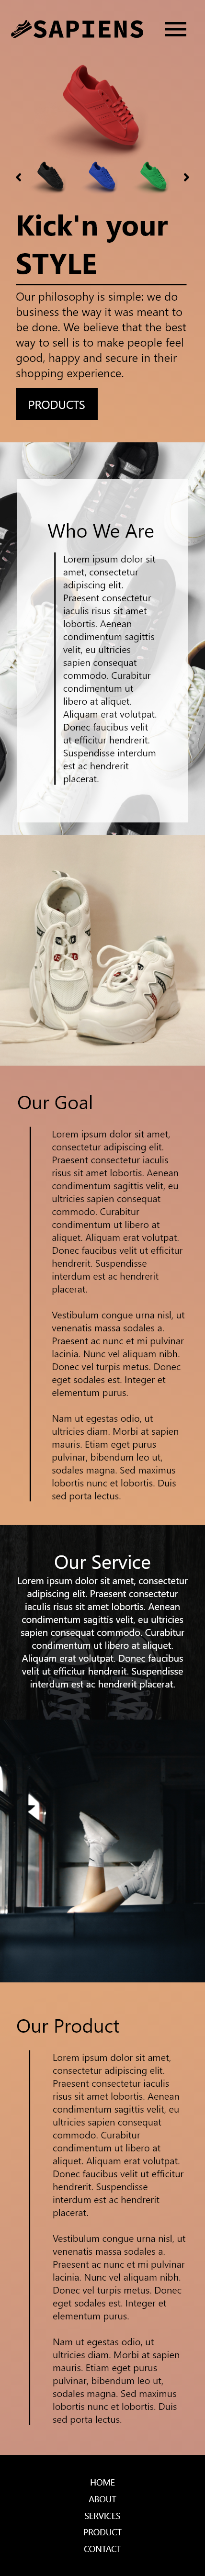 SAPIENS
Kick'n your
STYLE
Our philosophy is simple: we do
business the way it was meant to
be done. We believe that the best
way to sell is to make people feel
good, happy and secure in their
shopping experience.
PRODUCTS
Who We Are
Lorem ipsum dolor sit
amet, consectetur
adipiscing elit.
Praesent consectetur
iaculis risus sit amet
lobortis. Aenean
condimentum sagittis
velit, eu ultricies
sapien consequat
commodo. Curabitur
condimentum ut
libero at aliquet.
Aliquam erat volutpat.
Donec faucibus velit
ut efficitur hendrerit.
Suspendisse interdum
est ac hendrerit
placerat.
Our Goal
Lorem ipsum dolor sit amet,
consectetur adipiscing elit.
Praesent consectetur iaculis
risus sit amet lobortis. Aenean
condimentum sagittis velit, eu
ultricies sapien consequat
commodo. Curabitur
condimentum ut libero at
aliquet. Aliquam erat volutpat.
Donec faucibus velit ut efficitur
hendrerit. Suspendisse
interdum est ac hendrerit
placerat.
Vestibulum congue urna nisl, ut
venenatis massa sodales a.
Praesent ac nunc et mi pulvinar
lacinia. Nunc vel aliquam nibh.
Donec vel turpis metus. Donec
eget sodales est. Integer et
elementum purus.
Nam ut egestas odio, ut
ultricies diam. Morbi at sapien
mauris. Etiam eget purus
pulvinar, bibendum leo ut,
sodales magna. Sed maximus
lobortis nunc et lobortis. Duis
sed porta lectus.
Our Service
Lorem ipsum dolor sit amet, consectetur
adipiscing elit. Praesent consectetur
iaculis risus sit amet lobortis. Aenean
condimentum sagittis velit, eu ultricies
sapien consequat commodo. Curabitur
condimentum ut libero at aliquet.
Aliquam erat volutpat. Donec faucibus
velit ut efficitur hendrerit. Suspendisse
interdum est ac hendrerit placerat.
Our Product
Lorem ipsum dolor sit amet,
consectetur adipiscing elit.
Praesent consectetur iaculis
risus sit amet lobortis. Aenean
condimentum sagittis velit, eu
ultricies sapien consequat
commodo. Curabitur
condimentum ut libero at
aliquet. Aliquam erat volutpat.
Donec faucibus velit ut efficitur
hendrerit. Suspendisse
interdum est ac hendrerit
placerat.
Vestibulum congue urna nisl, ut
venenatis massa sodales a.
Praesent ac nunc et mi pulvinar
lacinia. Nunc vel aliquam nibh.
Donec vel turpis metus. Donec
eget sodales est. Integer et
elementum purus.
Nam ut egestas odio, ut
ultricies diam. Morbi at sapien
mauris. Etiam eget purus
pulvinar, bibendum leo ut,
sodales magna. Sed maximus
lobortis nunc et lobortis. Duis
sed porta lectus.
HOME
ABOUT
SERVICES
PRODUCT
CONTACT